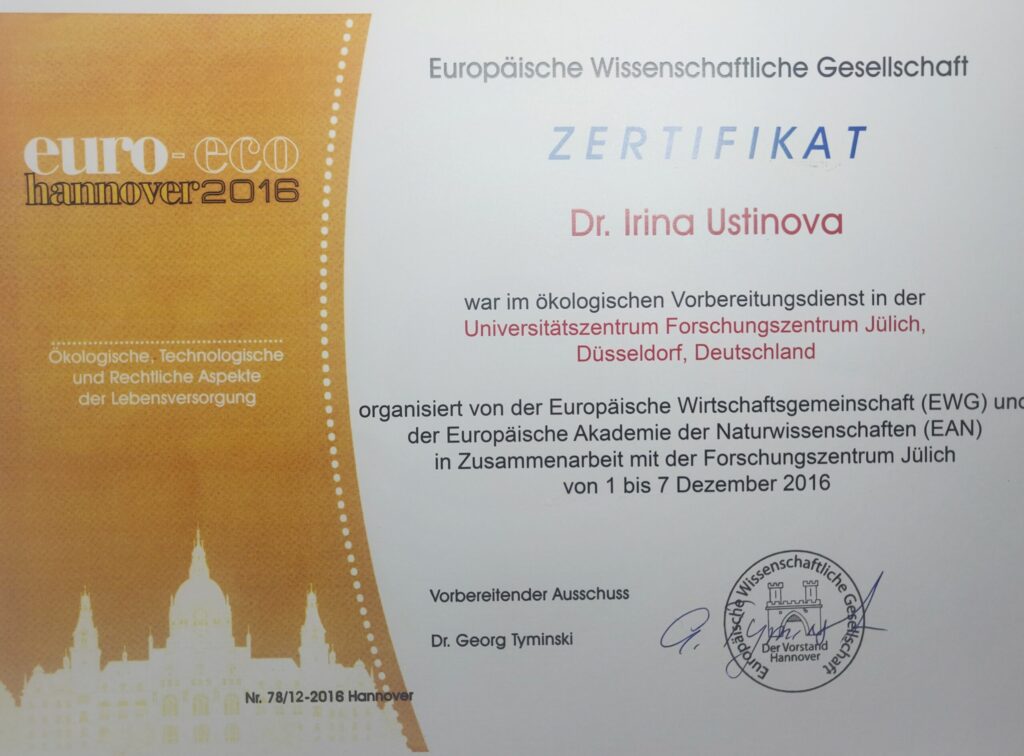 euro-eco
hannover2016
Ökologische, Technologische
und Rechtliche Aspekte
der Lebensversorgung
Nr. 78/12-2016 Hannover
Europäische Wissenschaftliche Gesellschaft
ZERTIFIKAT
Dr. Irina Ustinova
war im ökologischen Vorbereitungsdienst in der
Universitätszentrum Forschungszentrum Jülich,
Düsseldorf, Deutschland
organisiert von der Europäische Wirtschaftsgemeinschaft (EWG) und
der Europäische Akademie der Naturwissenschaften (EAN)
in Zusammenarbeit mit der Forschungszentrum Jülich
von 1 bis 7 Dezember 2016
Vorbereitender Ausschuss
Dr. Georg Tyminski
G. Tyminski
Europäische Wissenschaftliche Gesellschaft
Der Vorstand
Hannover